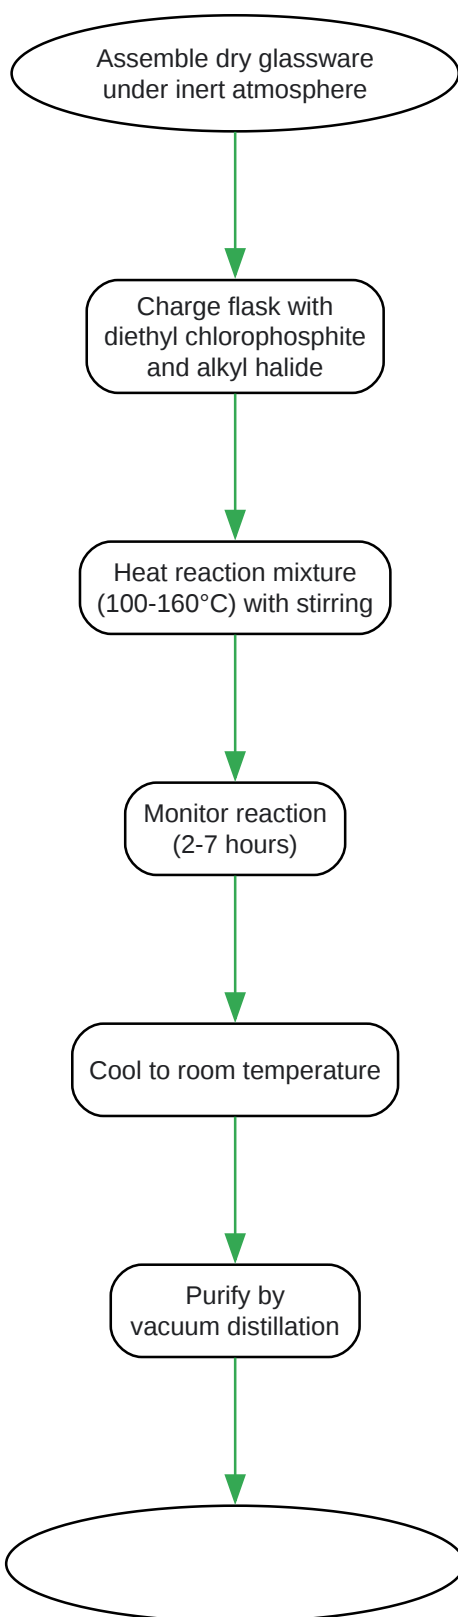 Assemble dry glassware
under inert atmosphere
Charge flask with
diethyl chlorophosphite
and alkyl halide
Heat reaction mixture
(100-160°C) with stirring
Monitor reaction
(2-7 hours)
Cool to room temperature
Purify by
vacuum distillation